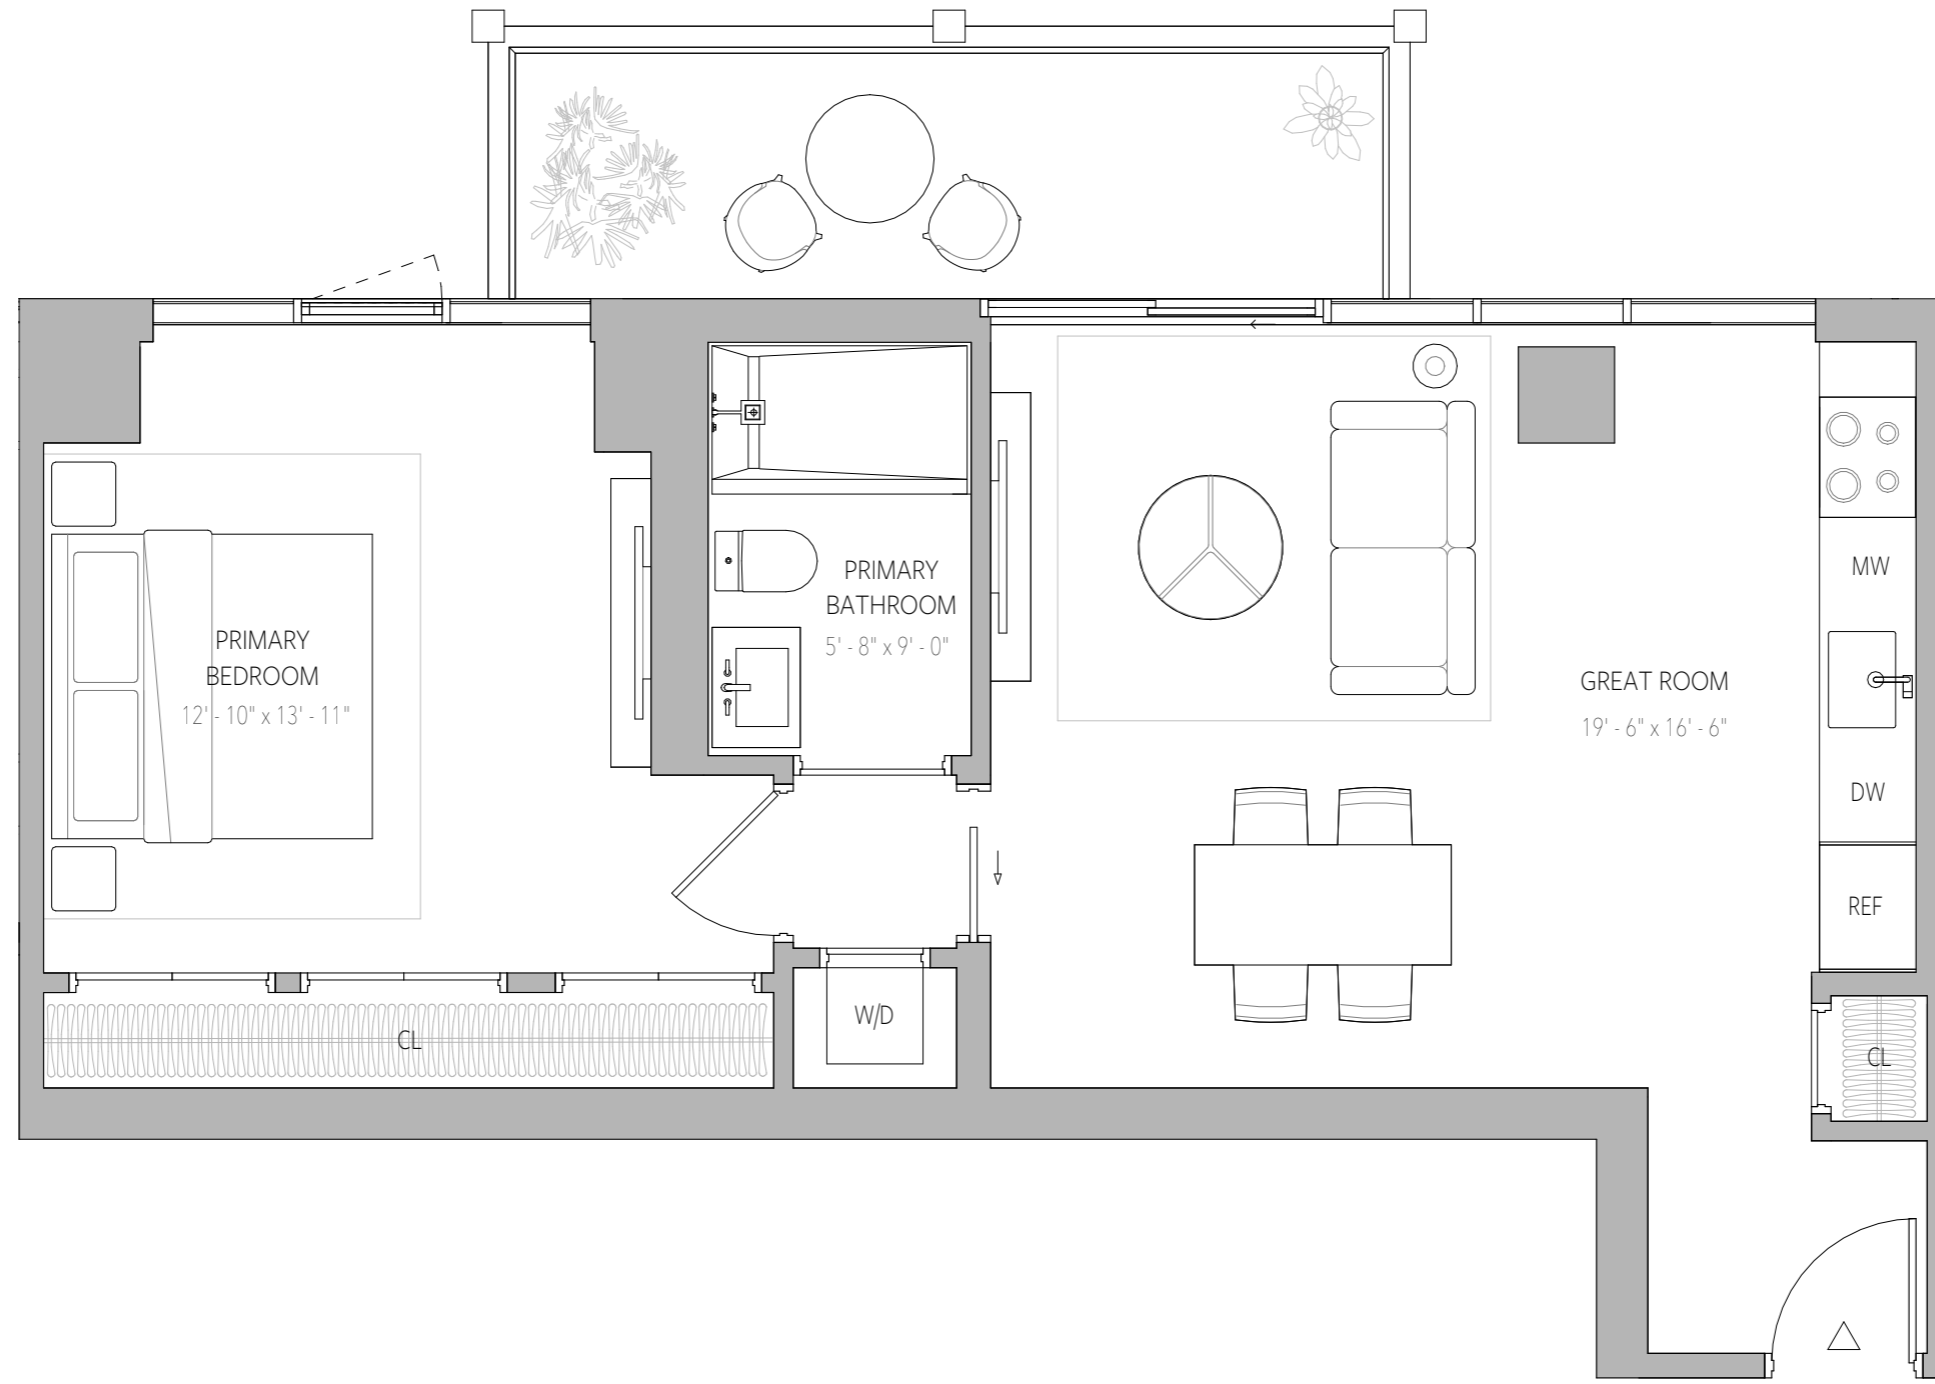 PRIMARY
BEDROOM
12' - 10" x 13' - 11"
PRIMARY
BATHROOM
5' - 8" x 9' - 0"
GREAT ROOM
19' - 6" x 16' - 6"
MW
DW
REF
CL
W/D
CL